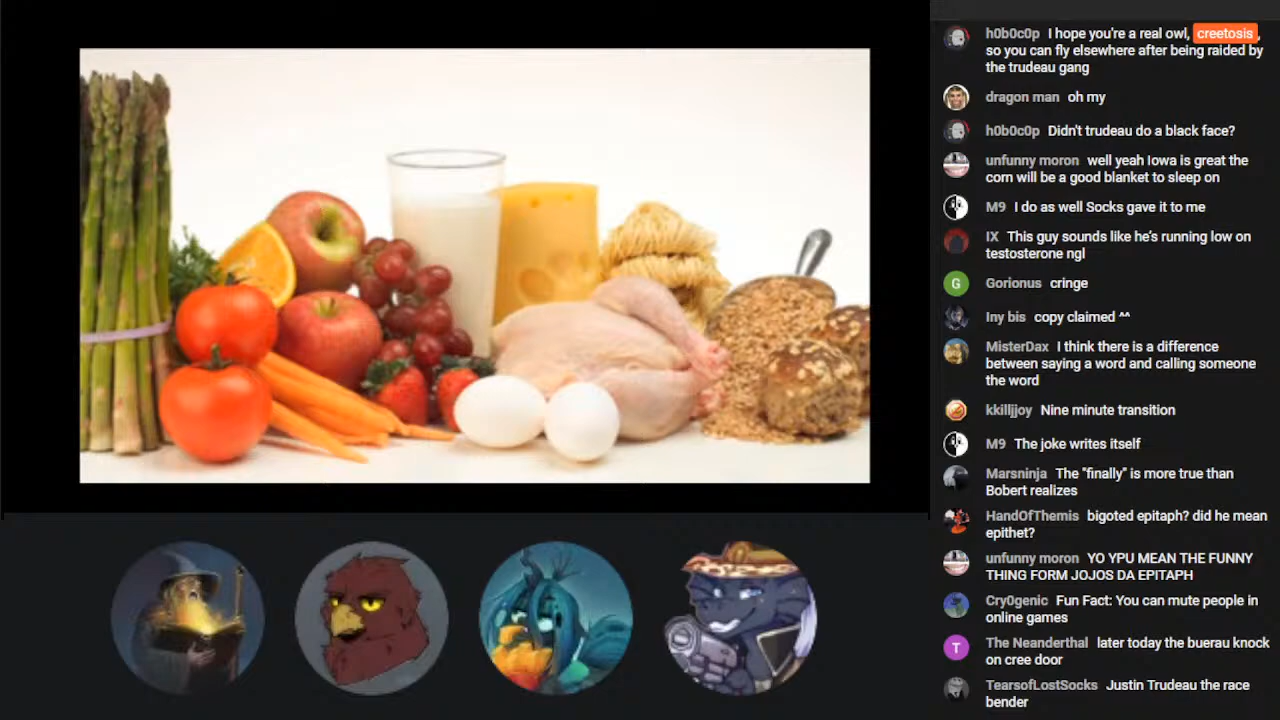 h0b0c0p I hope you're a real owl, creetosis ,
so you can fly elsewhere after being raided by
the trudeau gang
dragon man oh my
h0b0c0p Didn't trudeau do a black face?
unfunny moron well yeah Iowa is great the
corn will be a good blanket to sleep on
M9 I do as well Socks gave it to me
IX This guy sounds like he's running low on
testosterone ngl
G Gorionus cringe
Iny bis copy claimed ^^
MisterDax I think there is a difference
between saying a word and calling someone
the word
kkilljjoy Nine minute transition
M9 The joke writes itself
Marsninja The "finally" is more true than
Bobert realizes
HandOfThemis bigoted epitaph? did he mean
epithet?
unfunny moron YO YPU MEAN THE FUNNY
THING FORM JOJOS DA EPITAPH
Cry0genic Fun Fact: You can mute people in
online games
T The Neanderthal later today the buerau knock
on cree door
TearsofLostSocks Justin Trudeau the race
bender